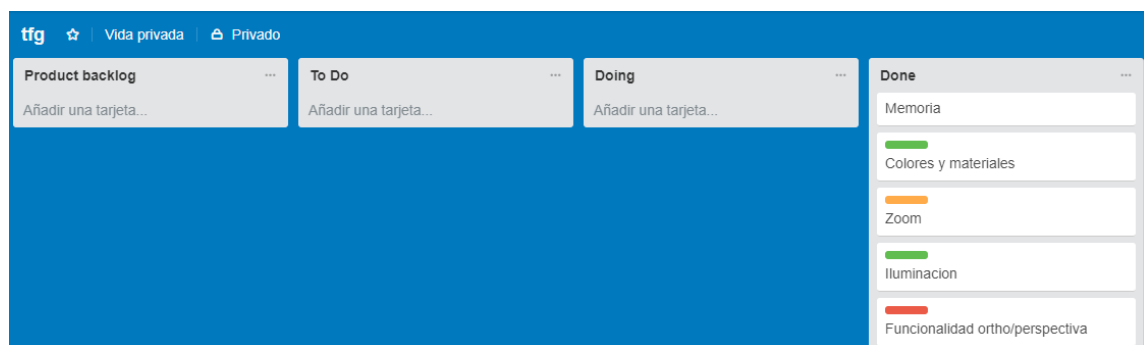 tfg Vida privada Privado
Product backlog
Añadir una tarjeta...
To Do
Añadir una tarjeta...
Doing
Añadir una tarjeta...
Done
Memoria
Colores y materiales
Zoom
Iluminacion
Funcionalidad ortho/perspectiva